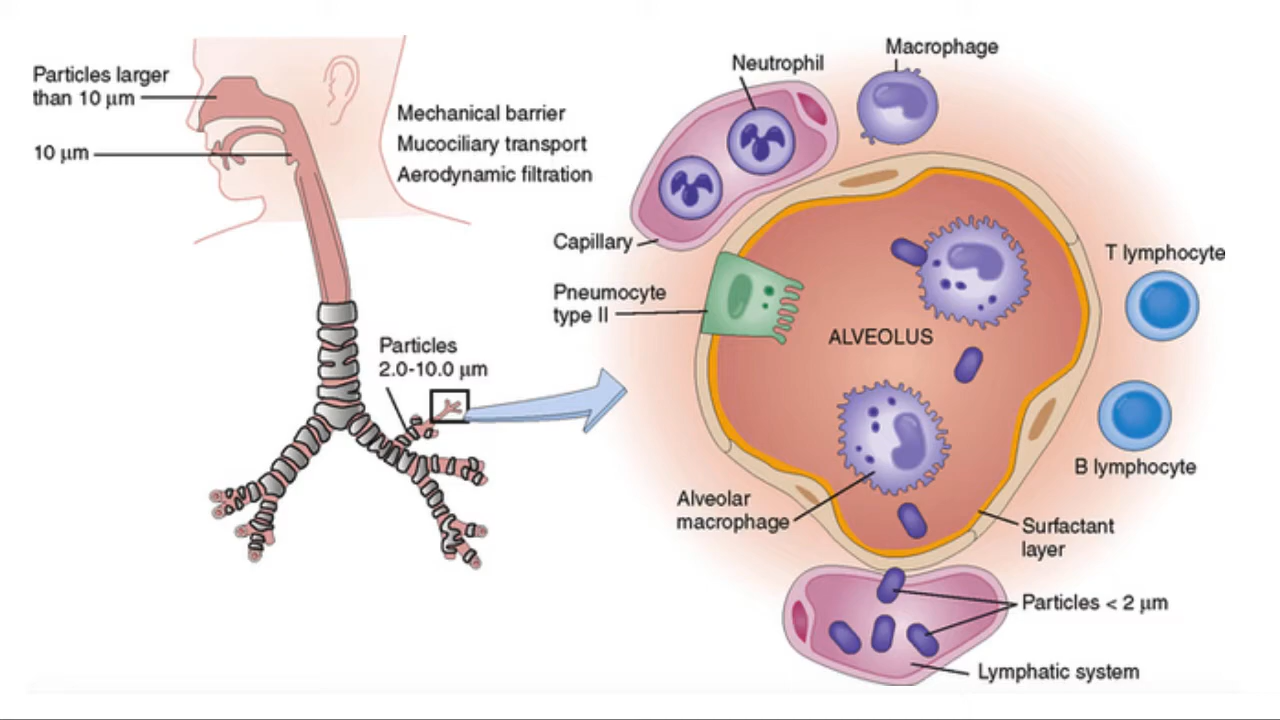 Particles larger
than 10 μm
10 μm
Mechanical barrier
Mucociliary transport
Aerodynamic filtration
Particles
2.0-10.0 μm
Neutrophil
Macrophage
Capillary
Pneumocyte
type II
ALVEOLUS
T lymphocyte
B lymphocyte
Alveolar
macrophage
Surfactant
layer
Particles < 2 μm
Lymphatic system